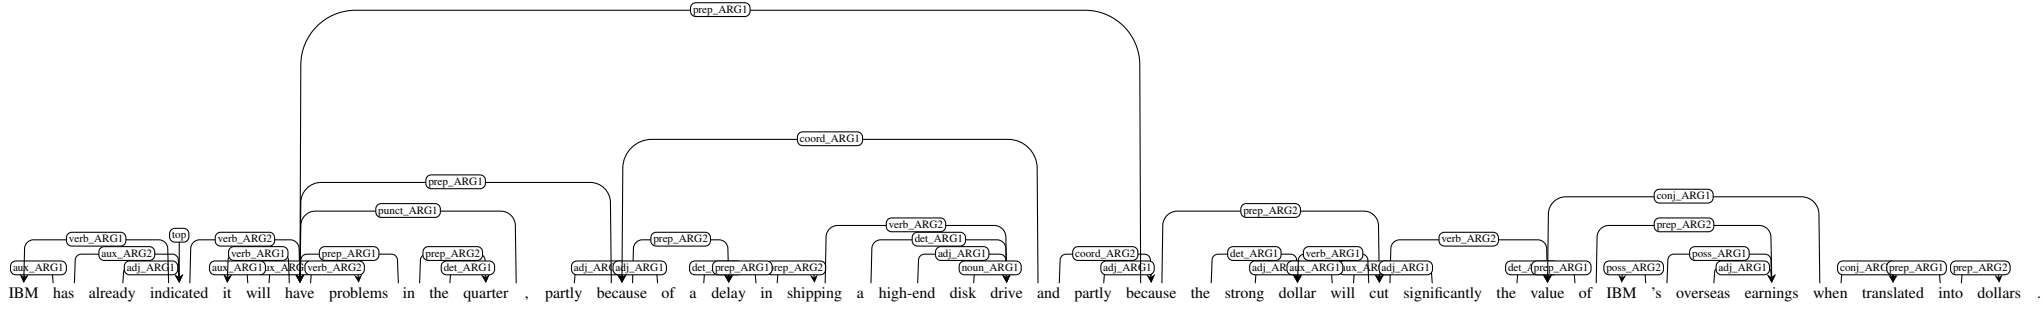 prep_ARG1
coord_ARG1
prep_ARG1
conj_ARG1
punct_ARG1 prep_ARG2
verb_ARG2 prep_ARG2
verb_ARG1 top verb_ARG2 prep_ARG2 det_ARG1 verb_ARG2
aux_ARG2 verb_ARG1 prep_ARG1 prep_ARG2 adj_ARG1 coord_ARG2 det_ARG1 verb_ARG1 poss_ARG1
aux_ARG1 adj_ARG1 aux_ARG1 verb_ARG2 det_ARG1 adj_ARG1 prep_ARG1 noun_ARG1 adj_ARG1 aux_ARG1 adj_ARG1 prep_ARG1 poss_ARG2 adj_ARG1 prep_ARG1 prep_ARG2
IBM has already indicated it will have problems in the quarter , partly because of a delay in shipping a high-end disk drive and partly because the strong dollar will cut significantly the value of IBM 's overseas earnings when translated into dollars .